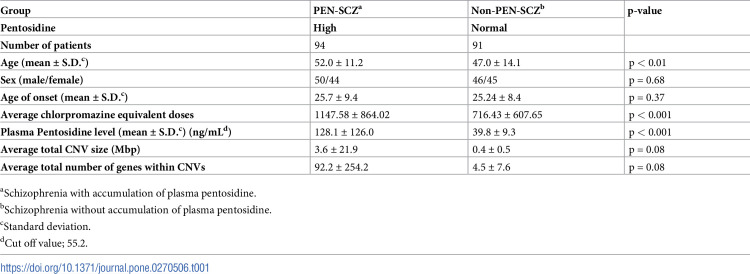 Group PEN-SCZa Non-PEN-SCZb p-value
Pentosidine High Normal
Number of patients 94 91
Age (mean ± S.D.c) 52.0 ± 11.2 47.0 ± 14.1 p < 0.01
Sex (male/female) 50/44 46/45 p = 0.68
Age of onset (mean ± S.D.c) 25.7 ± 9.4 25.24 ± 8.4 p = 0.37
Average chlorpromazine equivalent doses 1147.58 ± 864.02 716.43 ± 607.65 p < 0.001
Plasma Pentosidine level (mean ± S.D.c) (ng/mLd) 128.1 ± 126.0 39.8 ± 9.3 p < 0.001
Average total CNV size (Mbp) 3.6 ± 21.9 0.4 ± 0.5 p = 0.08
Average total number of genes within CNVs 92.2 ± 254.2 4.5 ± 7.6 p = 0.08
aSchizophrenia with accumulation of plasma pentosidine.
bSchizophrenia without accumulation of plasma pentosidine.
cStandard deviation.
dCut off value; 55.2.
https://doi.org/10.1371/journal.pone.0270506.t001